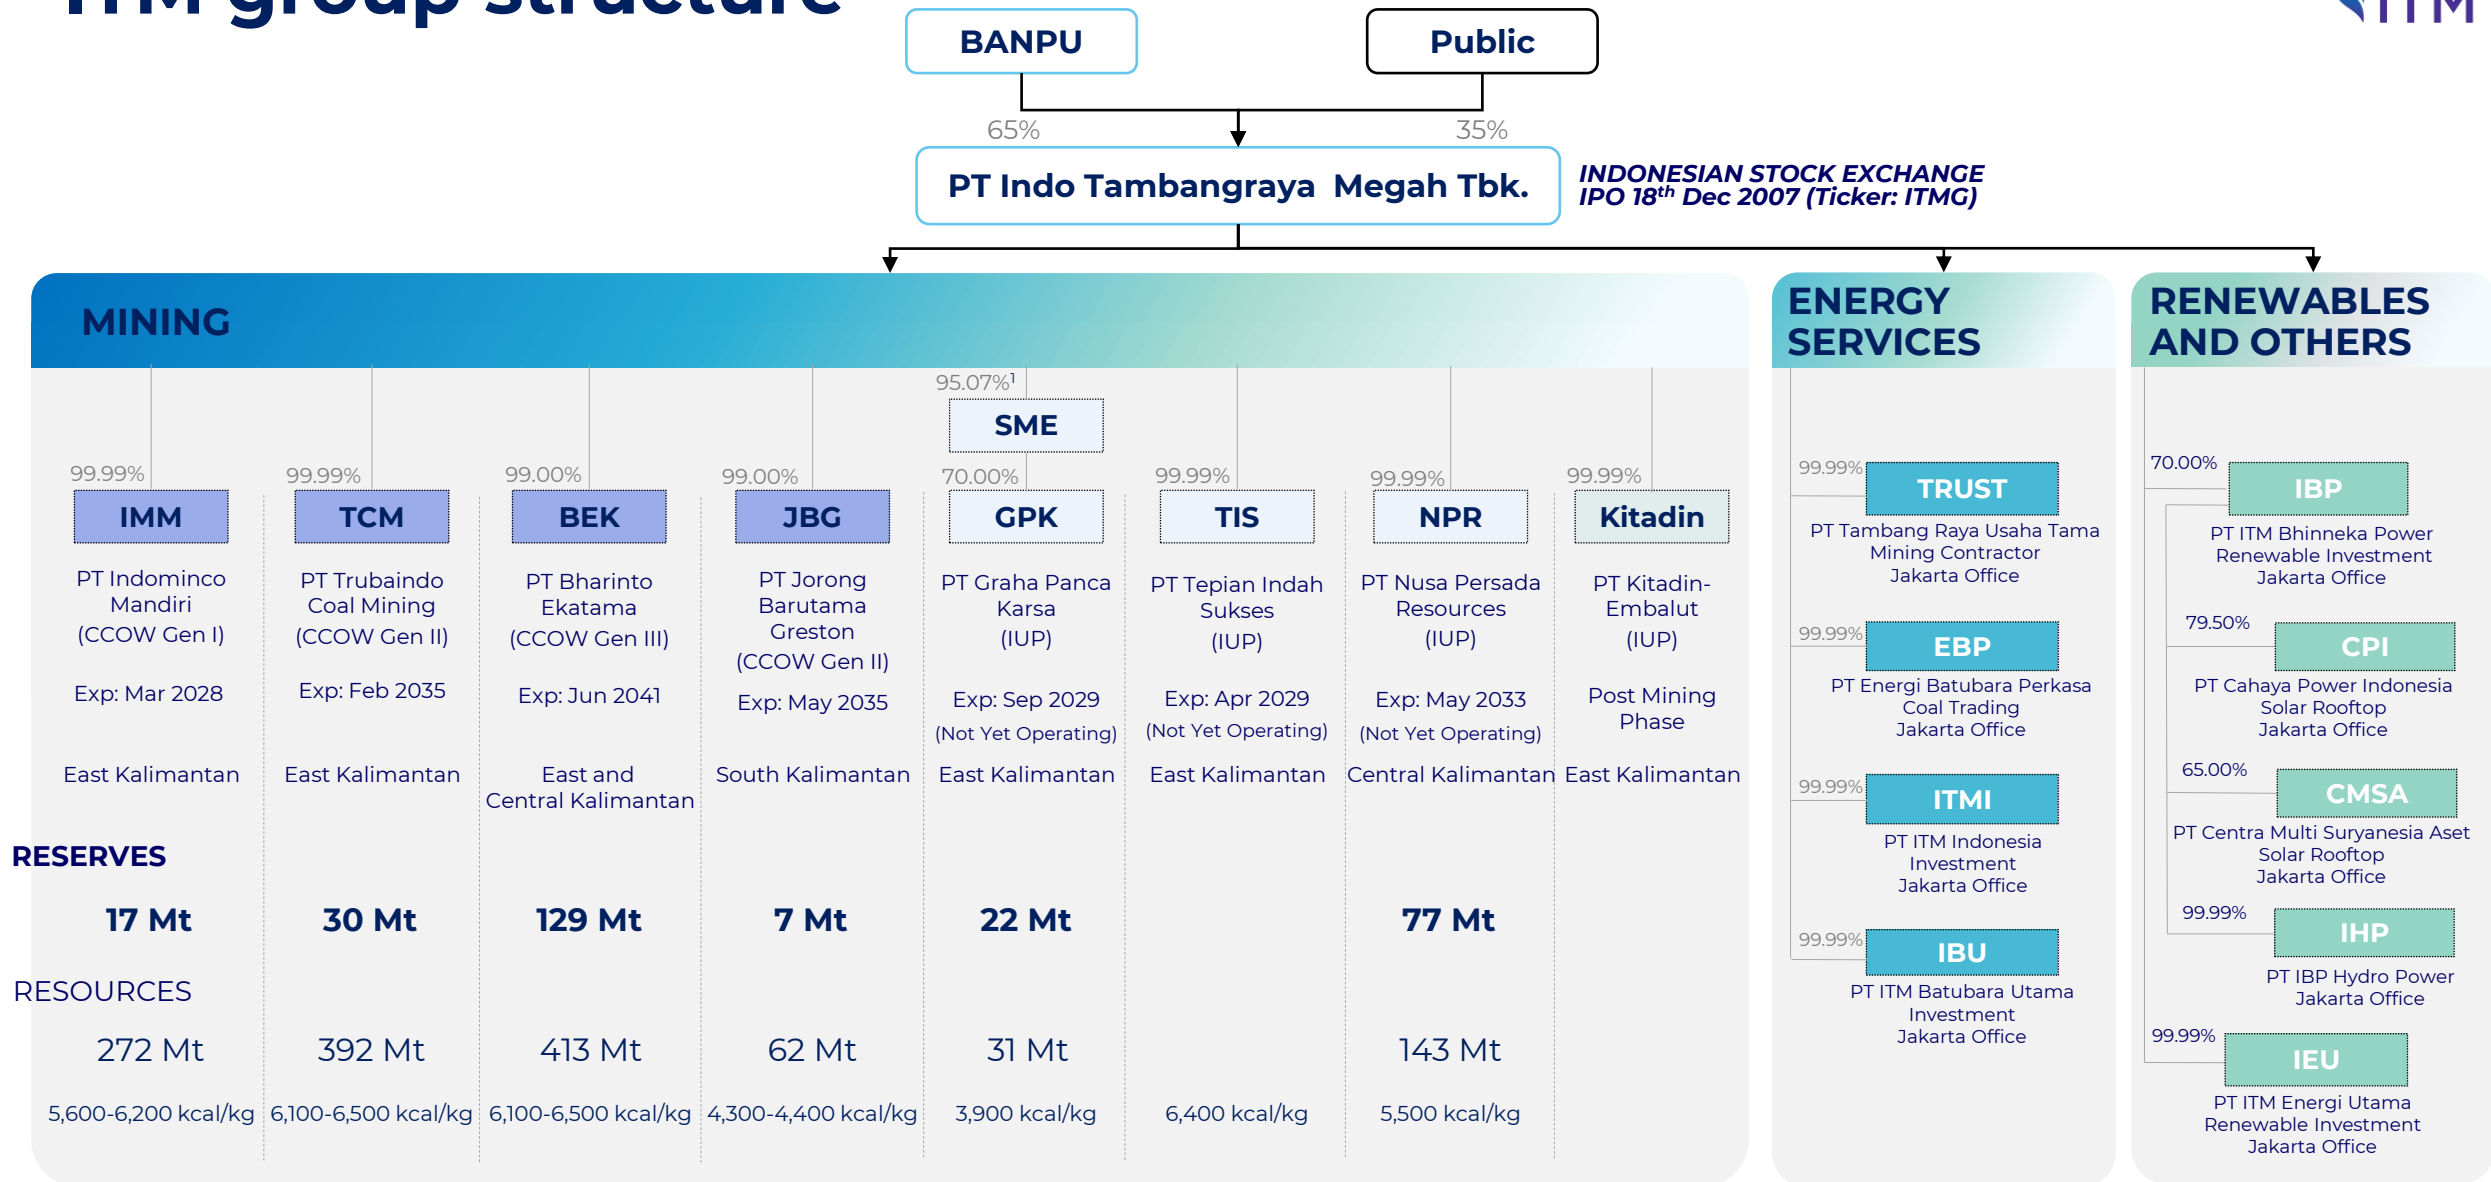 ITM group structure
ITM
BANPU
Public
65%
35%
PT Indo Tambangraya Megah Tbk.
INDONESIAN STOCK EXCHANGE
IPO 18th Dec 2007 (Ticker: ITMG)
MINING
95.07%1
SME
99.99%
IMM
PT Indominco
Mandiri
(CCOW Gen I)
Exp: Mar 2028
East Kalimantan
99.99%
TCM
PT Trubaindo
Coal Mining
(CCOW Gen II)
Exp: Feb 2035
East Kalimantan
99.00%
BEK
PT Bharinto
Ekatama
(CCOW Gen III)
Exp: Jun 2041
East and
Central Kalimantan
99.00%
JBG
PT Jorong
Barutama
Greston
(CCOW Gen II)
Exp: May 2035
South Kalimantan
70.00%
GPK
PT Graha Panca
Karsa
(IUP)
Exp: Sep 2029
(Not Yet Operating)
East Kalimantan
99.99%
TIS
PT Tepian Indah
Sukses
(IUP)
Exp: Apr 2029
(Not Yet Operating)
East Kalimantan
99.99%
NPR
PT Nusa Persada
Resources
(IUP)
Exp: May 2033
(Not Yet Operating)
Central Kalimantan
99.99%
Kitadin
PT Kitadin-
Embalut
(IUP)
Post Mining
Phase
East Kalimantan
RESERVES
17 Mt
30 Mt
129 Mt
7 Mt
22 Mt
77 Mt
RESOURCES
272 Mt
392 Mt
413 Mt
62 Mt
31 Mt
143 Mt
5,600-6,200 kcal/kg
6,100-6,500 kcal/kg
6,100-6,500 kcal/kg
4,300-4,400 kcal/kg
3,900 kcal/kg
6,400 kcal/kg
5,500 kcal/kg
ENERGY
SERVICES
99.99%
TRUST
PT Tambang Raya Usaha Tama
Mining Contractor
Jakarta Office
99.99%
EBP
PT Energi Batubara Perkasa
Coal Trading
Jakarta Office
99.99%
ITMI
PT ITM Indonesia
Investment
Jakarta Office
99.99%
IBU
PT ITM Batubara Utama
Investment
Jakarta Office
RENEWABLES
AND OTHERS
70.00%
IBP
PT ITM Bhinneka Power
Renewable Investment
Jakarta Office
79.50%
CPI
PT Cahaya Power Indonesia
Solar Rooftop
Jakarta Office
65.00%
CMSA
PT Centra Multi Suryanesia Aset
Solar Rooftop
Jakarta Office
99.99%
IHP
PT IBP Hydro Power
Jakarta Office
99.99%
IEU
PT ITM Energi Utama
Renewable Investment
Jakarta Office